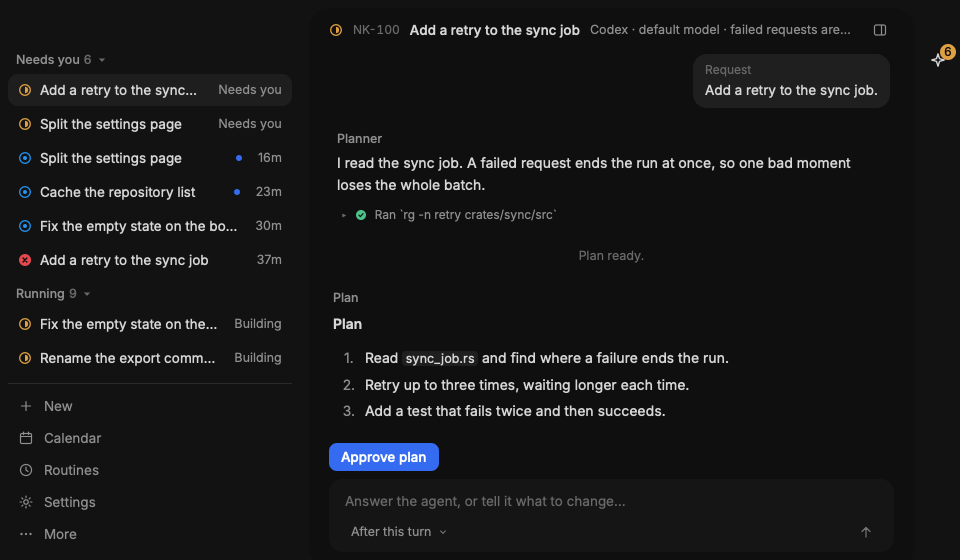 Needs you 6
Add a retry to the sync... Needs you
Split the settings page Needs you
Split the settings page 16m
Cache the repository list 23m
Fix the empty state on the bo... 30m
Add a retry to the sync job 37m
Running 9
Fix the empty state on the... Building
Rename the export comm... Building
New
Calendar
Routines
Settings
More
NK-100 Add a retry to the sync job Codex · default model · failed requests are...
6
Request
Add a retry to the sync job.
Planner
I read the sync job. A failed request ends the run at once, so one bad moment
loses the whole batch.
Ran `rg -n retry crates/sync/src`
Plan ready.
Plan
Plan
1. Read sync_job.rs and find where a failure ends the run.
2. Retry up to three times, waiting longer each time.
3. Add a test that fails twice and then succeeds.
Approve plan
Answer the agent, or tell it what to change...
After this turn